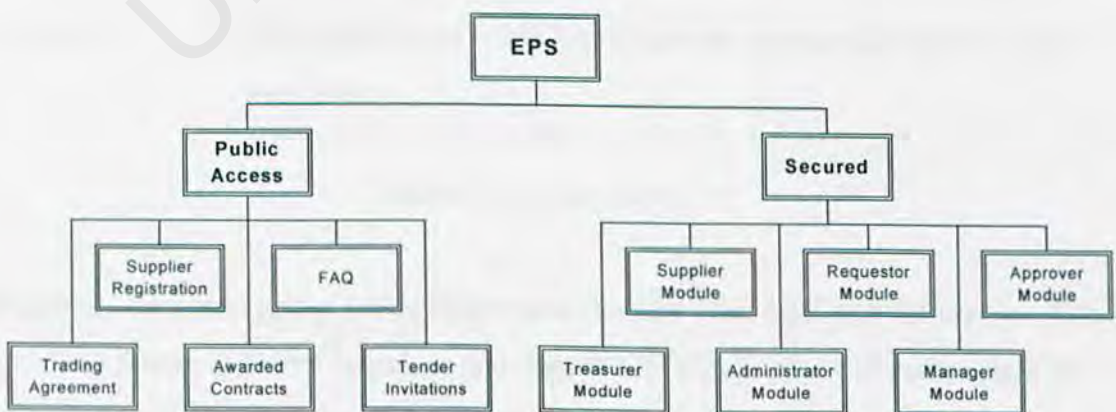 EPS
Public
Access
Secured
Supplier
Registration
FAQ
Supplier
Module
Requestor
Module
Approver
Module
Trading
Agreement
Awarded
Contracts
Tender
Invitations
Treasurer
Module
Administrator
Module
Manager
Module